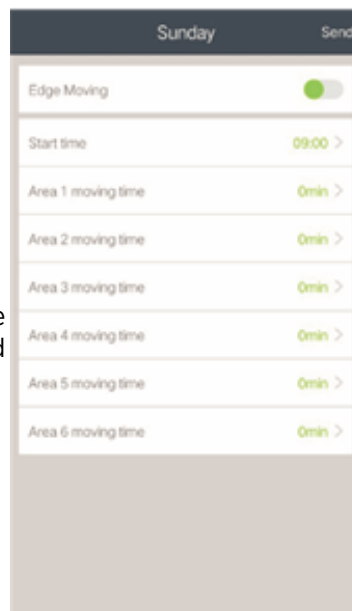 Sunday Send
Edge Moving
Start time 09:00 >
Area 1 moving time 0min >
Area 2 moving time 0min >
Area 3 moving time 0min >
e
Area 4 moving time 0min >
d
Area 5 moving time 0min >
Area 6 moving time 0min >